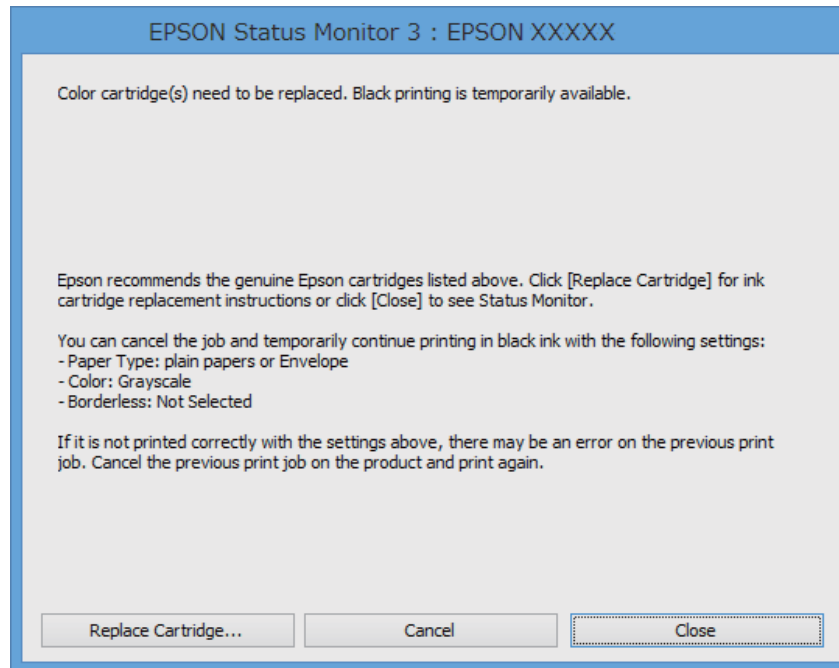 EPSON Status Monitor 3 : EPSON XXXXX
Color cartridge(s) need to be replaced. Black printing is temporarily available.
Epson recommends the genuine Epson cartridges listed above. Click [Replace Cartridge] for ink
cartridge replacement instructions or click [Close] to see Status Monitor.
You can cancel the job and temporarily continue printing in black ink with the following settings:
- Paper Type: plain papers or Envelope
- Color: Grayscale
- Borderless: Not Selected
If it is not printed correctly with the settings above, there may be an error on the previous print
job. Cancel the previous print job on the product and print again.
Replace Cartridge...
Cancel
Close